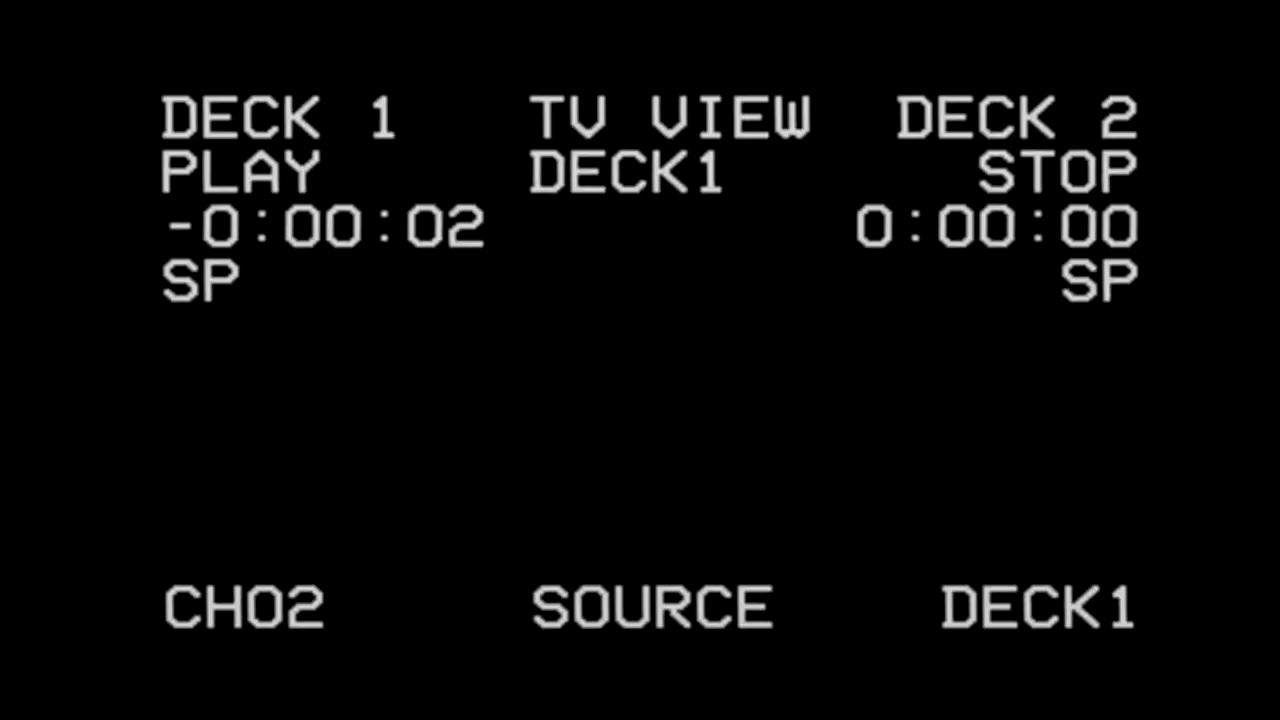 DECK 1 TV VIEW DECK 2
PLAY DECK1 STOP
-0:00:02 0:00:00
SP SP
CH02 SOURCE DECK1